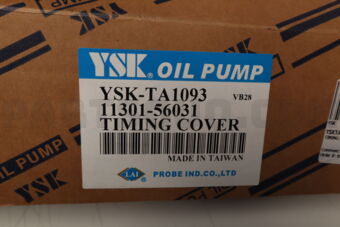 YSK® OIL PUMP
YSK-TA1093 VB28
11301-56031
TIMING COVER
MADE IN TAIWAN
LAI PROBE IND.CO.,LTD
OIL PUMP
YSK
YSK